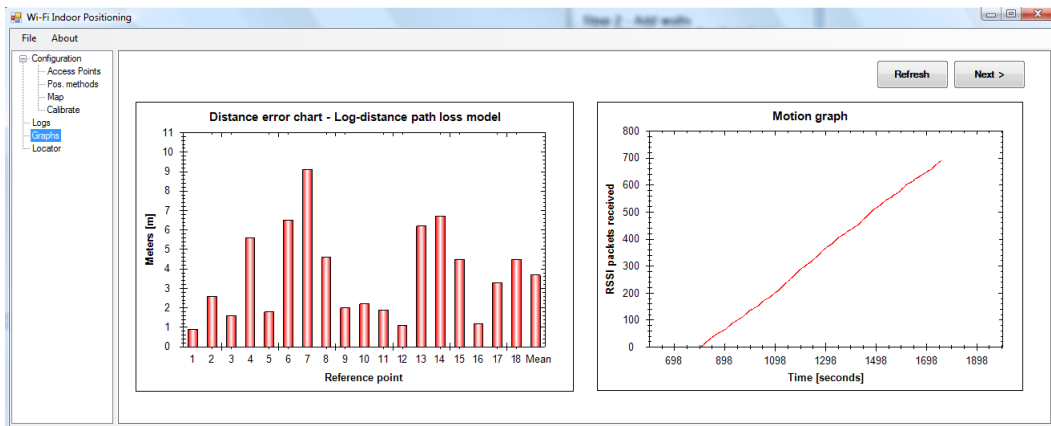 Wi-Fi Indoor Positioning
Step 2 - Add walls
File About
Configuration
Access Points
Pos. methods
Map
Calibrate
Logs
Graphs
Locator
Refresh
Next >
Distance error chart - Log-distance path loss model
11
10
9
8
7
6
5
4
3
2
1
0
Meters [m]
1 2 3 4 5 6 7 8 9 10 11 12 13 14 15 16 17 18 Mean
Reference point
Motion graph
800
700
600
500
400
300
200
100
0
RSSI packets received
698 898 1098 1298 1498 1698 1898
Time [seconds]